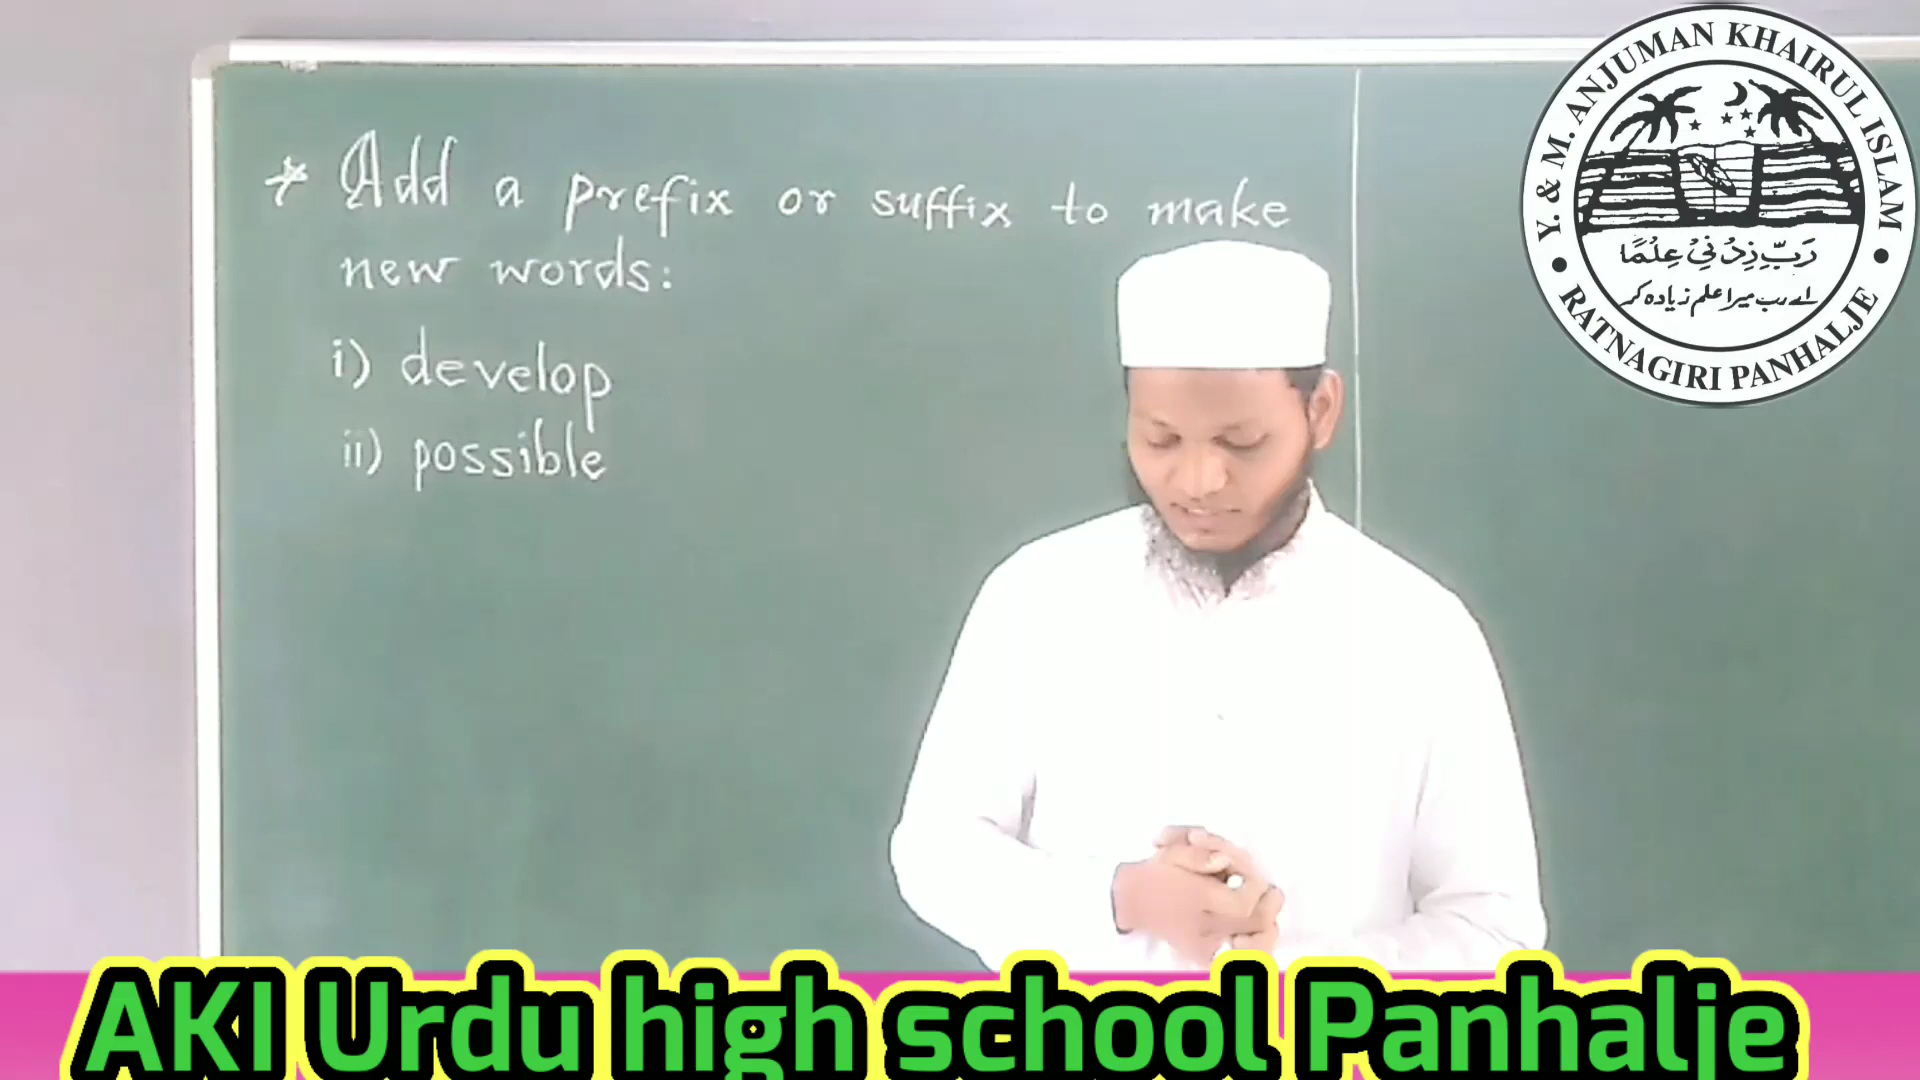 * Add a prefix or suffix to make
new words:
i) develop
ii) possible
Y. & M. ANJUMAN KHAIRUL ISLAM
رَبِّ زِدْنِيْ عِلْمًا
اے رب میرا علم زیادہ کر
• RATNAGIRI PANHALJE •
AKI Urdu high school Panhalje